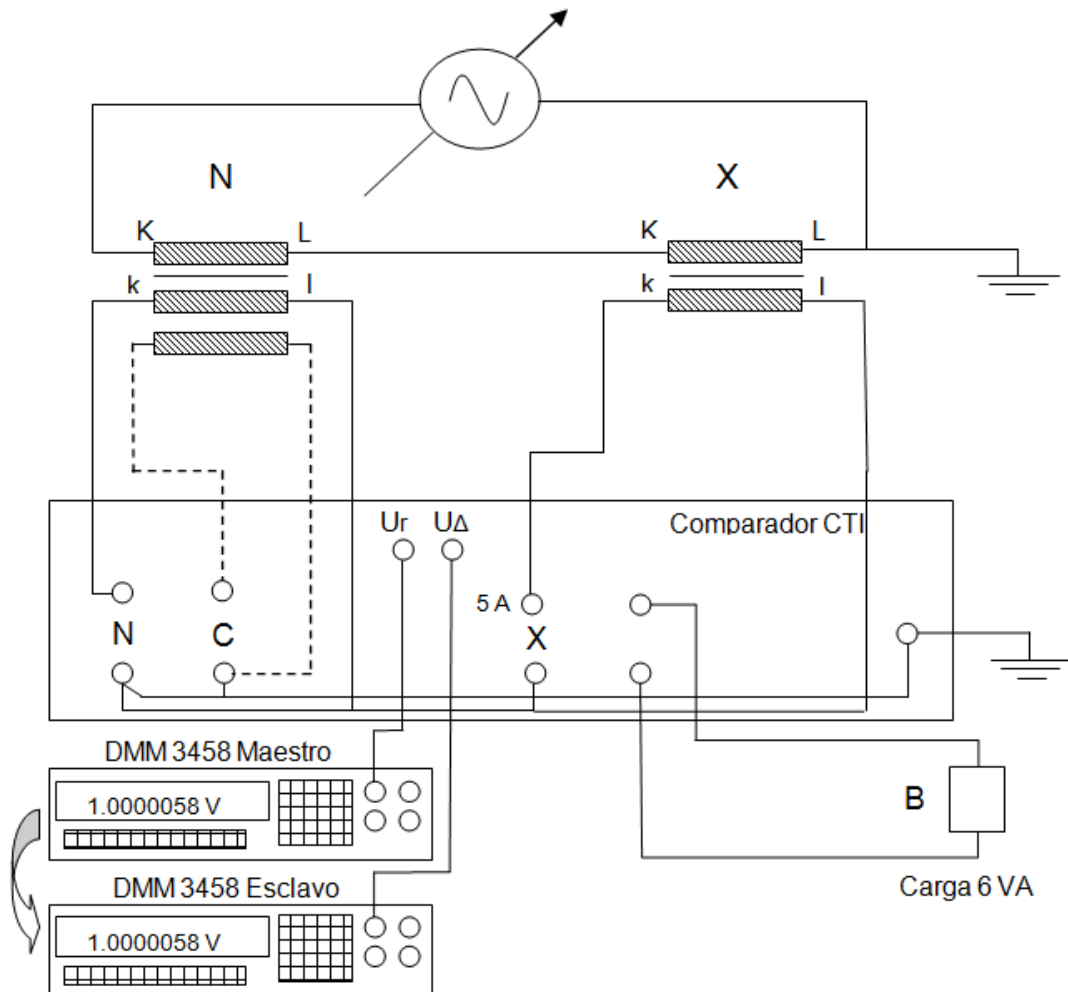 N
X
K
L
K
L
k
l
k
l
Ur
UΔ
Comparador CTI
5 A
N
C
X
DMM 3458 Maestro
1.0000058 V
B
DMM 3458 Esclavo
Carga 6 VA
1.0000058 V